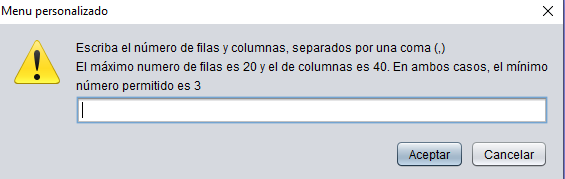 Menu personalizado
Escriba el número de filas y columnas, separados por una coma (,)
El máximo numero de filas es 20 y el de columnas es 40. En ambos casos, el mínimo
número permitido es 3
Aceptar
Cancelar